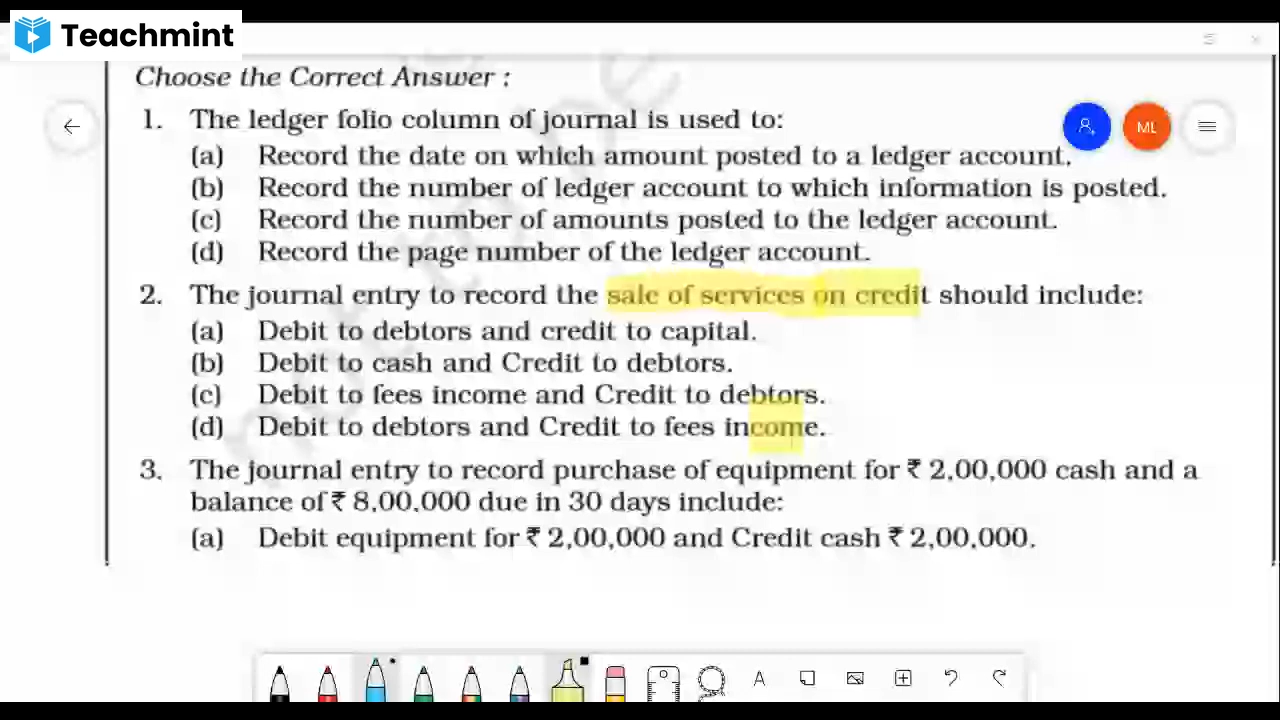 Teachmint
Choose the Correct Answer :
1. The ledger folio column of journal is used to:
(a) Record the date on which amount posted to a ledger account.
(b) Record the number of ledger account to which information is posted.
(c) Record the number of amounts posted to the ledger account.
(d) Record the page number of the ledger account.
2. The journal entry to record the sale of services on credit should include:
(a) Debit to debtors and credit to capital.
(b) Debit to cash and Credit to debtors.
(c) Debit to fees income and Credit to debtors.
(d) Debit to debtors and Credit to fees income.
3. The journal entry to record purchase of equipment for ₹ 2,00,000 cash and a
balance of ₹ 8,00,000 due in 30 days include:
(a) Debit equipment for ₹ 2,00,000 and Credit cash ₹ 2,00,000.
ML
A